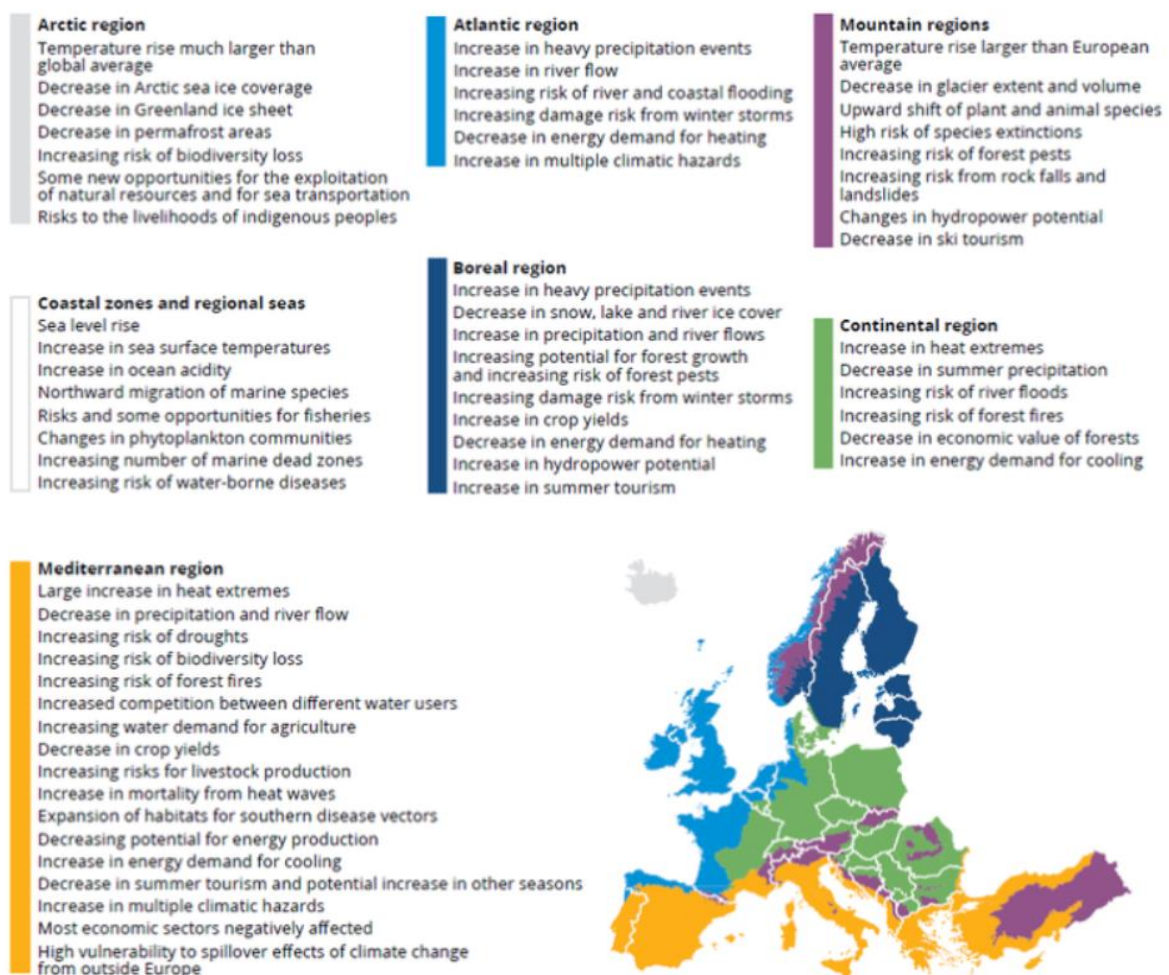 Arctic region
Temperature rise much larger than
global average
Decrease in Arctic sea ice coverage
Decrease in Greenland ice sheet
Decrease in permafrost areas
Increasing risk of biodiversity loss
Some new opportunities for the exploitation
of natural resources and for sea transportation
Risks to the livelihoods of indigenous peoples
Atlantic region
Increase in heavy precipitation events
Increase in river flow
Increasing risk of river and coastal flooding
Increasing damage risk from winter storms
Decrease in energy demand for heating
Increase in multiple climatic hazards
Mountain regions
Temperature rise larger than European
average
Decrease in glacier extent and volume
Upward shift of plant and animal species
High risk of species extinctions
Increasing risk of forest pests
Increasing risk from rock falls and
landslides
Changes in hydropower potential
Decrease in ski tourism
Coastal zones and regional seas
Sea level rise
Increase in sea surface temperatures
Increase in ocean acidity
Northward migration of marine species
Risks and some opportunities for fisheries
Changes in phytoplankton communities
Increasing number of marine dead zones
Increasing risk of water-borne diseases
Boreal region
Increase in heavy precipitation events
Decrease in snow, lake and river ice cover
Increase in precipitation and river flows
Increasing potential for forest growth
and increasing risk of forest pests
Increasing damage risk from winter storms
Increase in crop yields
Decrease in energy demand for heating
Increase in hydropower potential
Increase in summer tourism
Continental region
Increase in heat extremes
Decrease in summer precipitation
Increasing risk of river floods
Increasing risk of forest fires
Decrease in economic value of forests
Increase in energy demand for cooling
Mediterranean region
Large increase in heat extremes
Decrease in precipitation and river flow
Increasing risk of droughts
Increasing risk of biodiversity loss
Increasing risk of forest fires
Increased competition between different water users
Increasing water demand for agriculture
Decrease in crop yields
Increasing risks for livestock production
Increase in mortality from heat waves
Expansion of habitats for southern disease vectors
Decreasing potential for energy production
Increase in energy demand for cooling
Decrease in summer tourism and potential increase in other seasons
Increase in multiple climatic hazards
Most economic sectors negatively affected
High vulnerability to spillover effects of climate change
from outside Europe